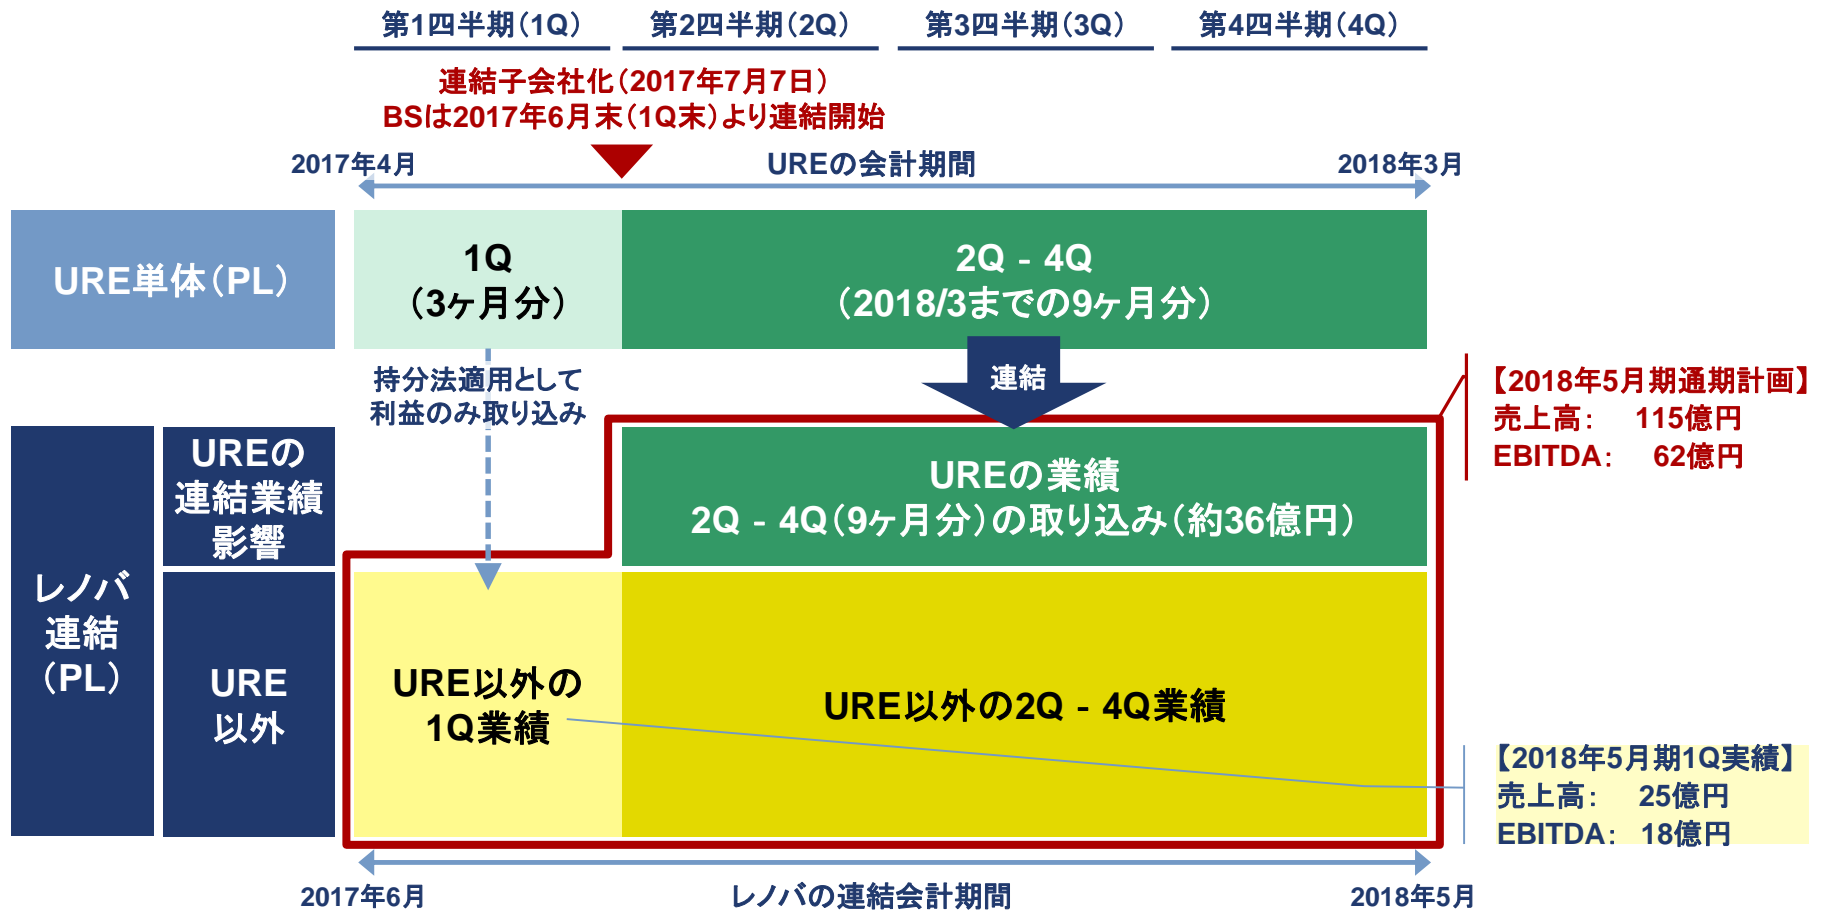 第1四半期（1Q） 第2四半期（2Q） 第3四半期（3Q） 第4四半期（4Q）
連結子会社化（2017年7月7日）
BSは2017年6月末（1Q末）より連結開始
2017年4月 UREの会計期間 2018年3月
URE単体（PL）
1Q
（3ヶ月分）
2Q - 4Q
（2018/3までの9ヶ月分）
持分法適用として
利益のみ取り込み
連結
【2018年5月期通期計画】
売上高： 115億円
EBITDA： 62億円
レノバ
連結
（PL）
UREの
連結業績
影響
UREの業績
2Q - 4Q（9ヶ月分）の取り込み（約36億円）
URE
以外
URE以外の
1Q業績
URE以外の2Q - 4Q業績
【2018年5月期1Q実績】
売上高： 25億円
EBITDA： 18億円
2017年6月 レノバの連結会計期間 2018年5月